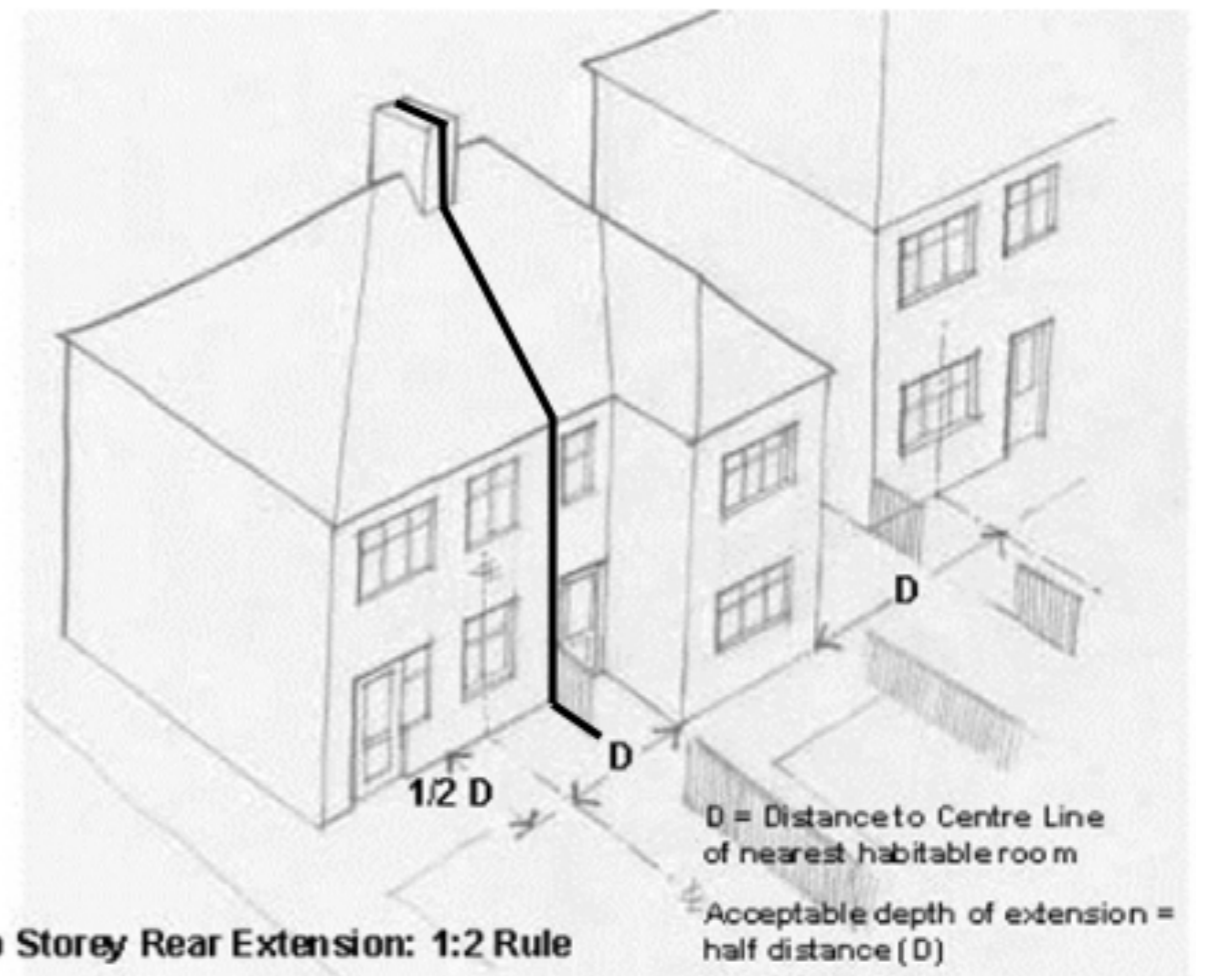 D
D
1/2 D
D = Distance to Centre Line
of nearest habitable room
Acceptable depth of extension =
half distance (D)
Storey Rear Extension: 1:2 Rule